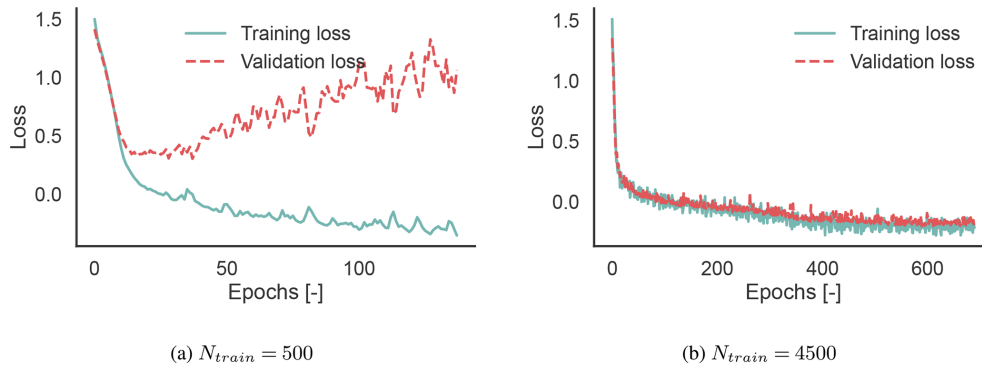 1.5
1.0
0.5
0.0
Loss
Training loss
Validation loss
0
50
100
Epochs [-]
(a) N_train = 500
1.5
1.0
0.5
0.0
Loss
Training loss
Validation loss
0
200
400
600
Epochs [-]
(b) N_train = 4500